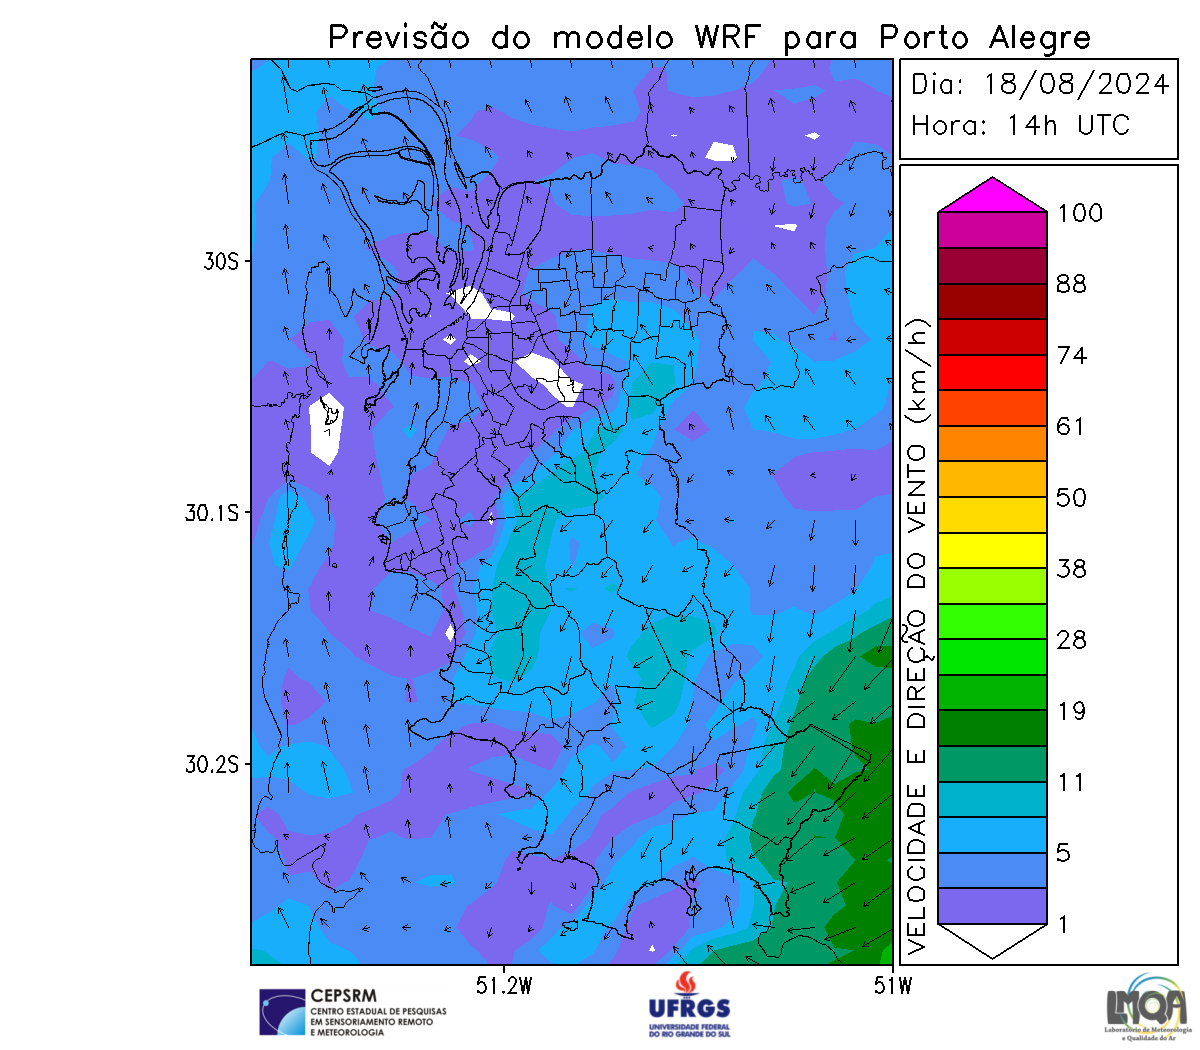 Previsão do modelo WRF para Porto Alegre
Dia: 18/08/2024
Hora: 14h UTC
30S
30.1S
30.2S
51.2W
51W
VELOCIDADE E DIREÇÃO DO VENTO (km/h)
100
88
74
61
50
38
28
19
11
5
1
CEPSRM
CENTRO ESTADUAL DE PESQUISAS
EM SENSORIAMENTO REMOTO
E METEOROLOGIA
UFRGS
UNIVERSIDADE FEDERAL
DO RIO GRANDE DO SUL
LMQA
Laboratório de Meteorologia
e Qualidade do Ar